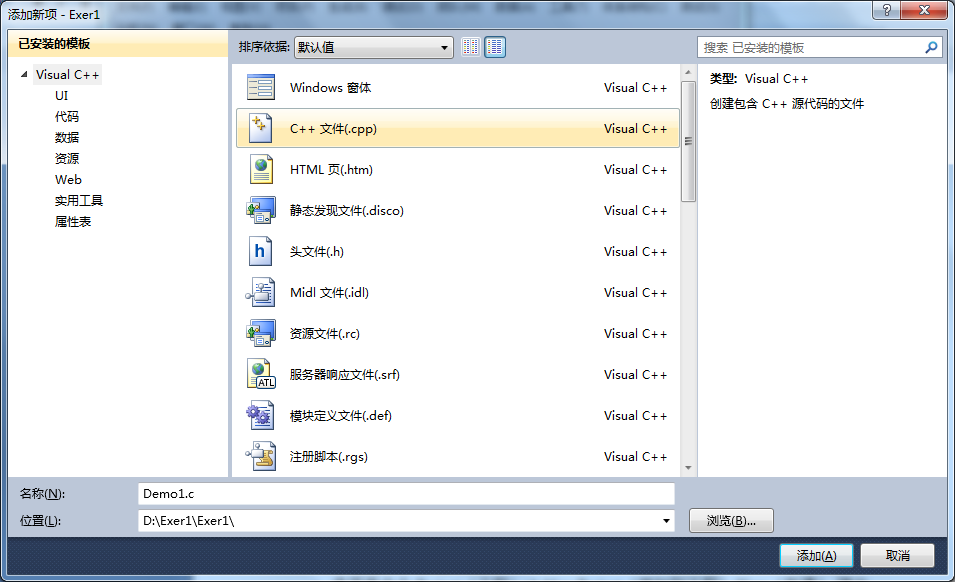 添加新项 - Exer1
已安装的模板
Visual C++
UI
代码
数据
资源
Web
实用工具
属性表
排序依据: 默认值
Windows 窗体 Visual C++
C++ 文件(.cpp) Visual C++
HTML 页(.htm) Visual C++
静态发现文件(.disco) Visual C++
头文件(.h) Visual C++
Midl 文件(.idl) Visual C++
资源文件(.rc) Visual C++
服务器响应文件(.srf) Visual C++
ATL
模块定义文件(.def) Visual C++
注册脚本(.rgs) Visual C++
搜索 已安装的模板
类型: Visual C++
创建包含 C++ 源代码的文件
名称(N): Demo1.c
位置(L): D:\Exer1\Exer1\
浏览(B)...
添加(A) 取消